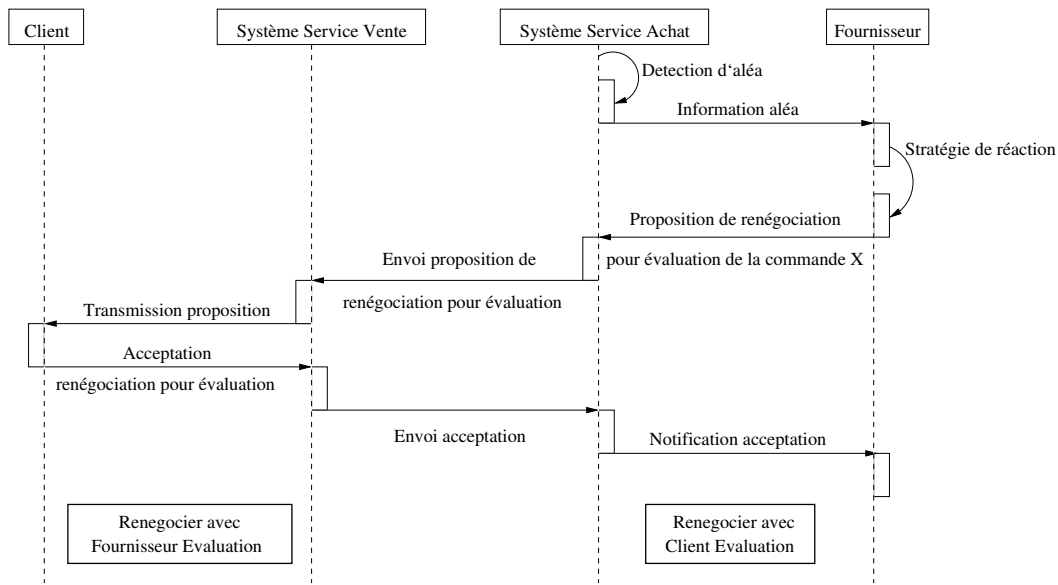 Client
Système Service Vente
Système Service Achat
Fournisseur
Detection d‘aléa
Information aléa
Stratégie de réaction
Proposition de renégociation
pour évaluation de la commande X
Envoi proposition de
renégociation pour évaluation
Transmission proposition
Acceptation
renégociation pour évaluation
Envoi acceptation
Notification acceptation
Renegocier avec
Fournisseur Evaluation
Renegocier avec
Client Evaluation